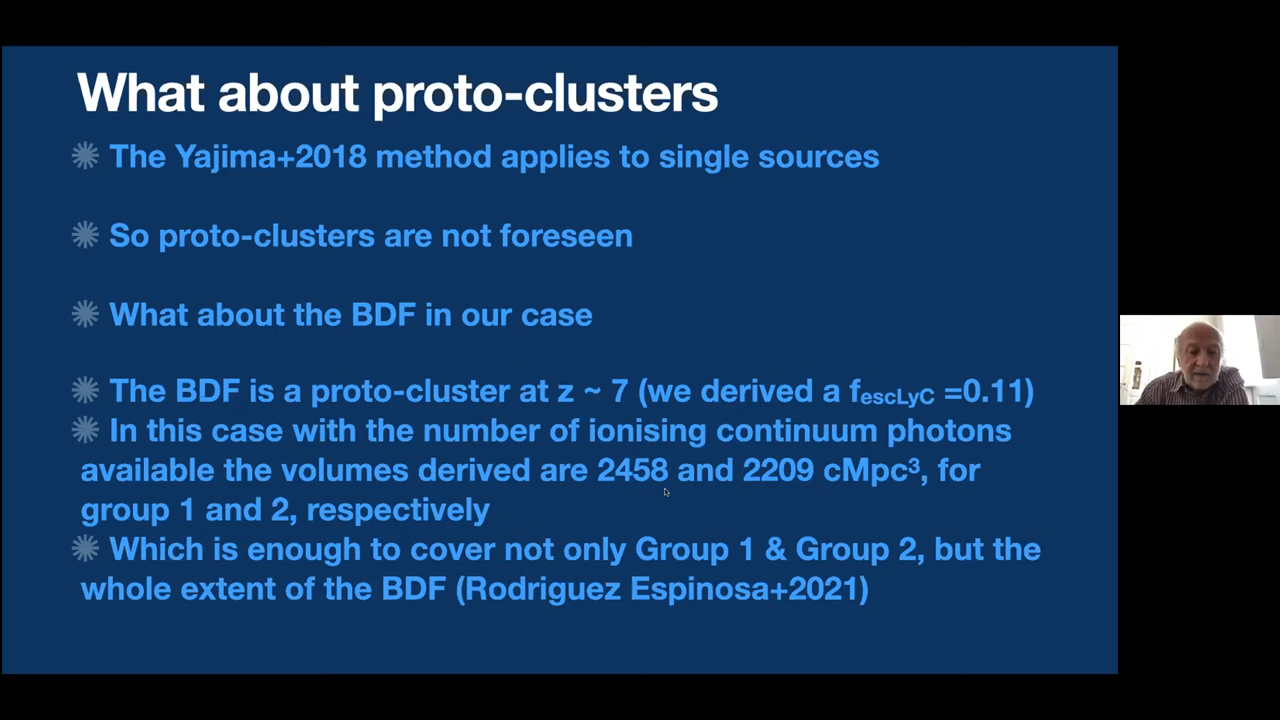 What about proto-clusters
The Yajima+2018 method applies to single sources
So proto-clusters are not foreseen
What about the BDF in our case
The BDF is a proto-cluster at z ~ 7 (we derived a fescLyC =0.11)
In this case with the number of ionising continuum photons
available the volumes derived are 2458 and 2209 cMpc³, for
group 1 and 2, respectively
Which is enough to cover not only Group 1 & Group 2, but the
whole extent of the BDF (Rodriguez Espinosa+2021)